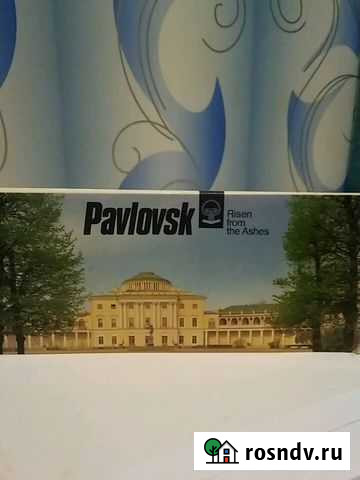 Pavlovsk
Risen
from
the Ashes
rosndv.ru